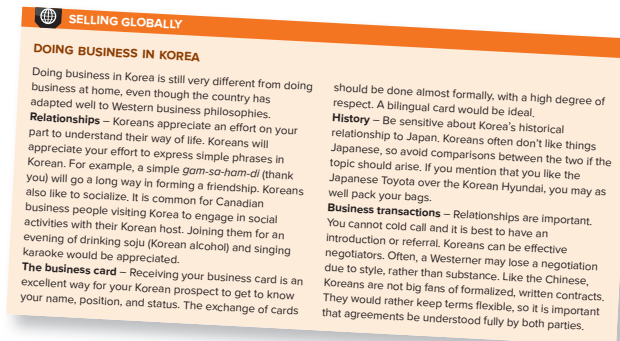 SELLING GLOBALLY
DOING BUSINESS IN KOREA
Doing business in Korea is still very different from doing
business at home, even though the country has
adapted well to Western business philosophies.
Relationships – Koreans appreciate an effort on your
part to understand their way of life. Koreans will
appreciate your effort to express simple phrases in
Korean. For example, a simple gam-sa-ham-di (thank
you) will go a long way in forming a friendship. Koreans
also like to socialize. It is common for Canadian
business people visiting Korea to engage in social
activities with their Korean host. Joining them for an
evening of drinking soju (Korean alcohol) and singing
karaoke would be appreciated.
The business card – Receiving your business card is an
excellent way for your Korean prospect to get to know
your name, position, and status. The exchange of cards
should be done almost formally, with a high degree of
respect. A bilingual card would be ideal.
History – Be sensitive about Korea's historical
relationship to Japan. Koreans often don't like things
Japanese, so avoid comparisons between the two if the
topic should arise. If you mention that you like the
Japanese Toyota over the Korean Hyundai, you may as
well pack your bags.
Business transactions – Relationships are important.
You cannot cold call and it is best to have an
introduction or referral. Koreans can be effective
negotiators. Often, a Westerner may lose a negotiation
due to style, rather than substance. Like the Chinese,
Koreans are not big fans of formalized, written contracts.
They would rather keep terms flexible, so it is important
that agreements be understood fully by both parties.